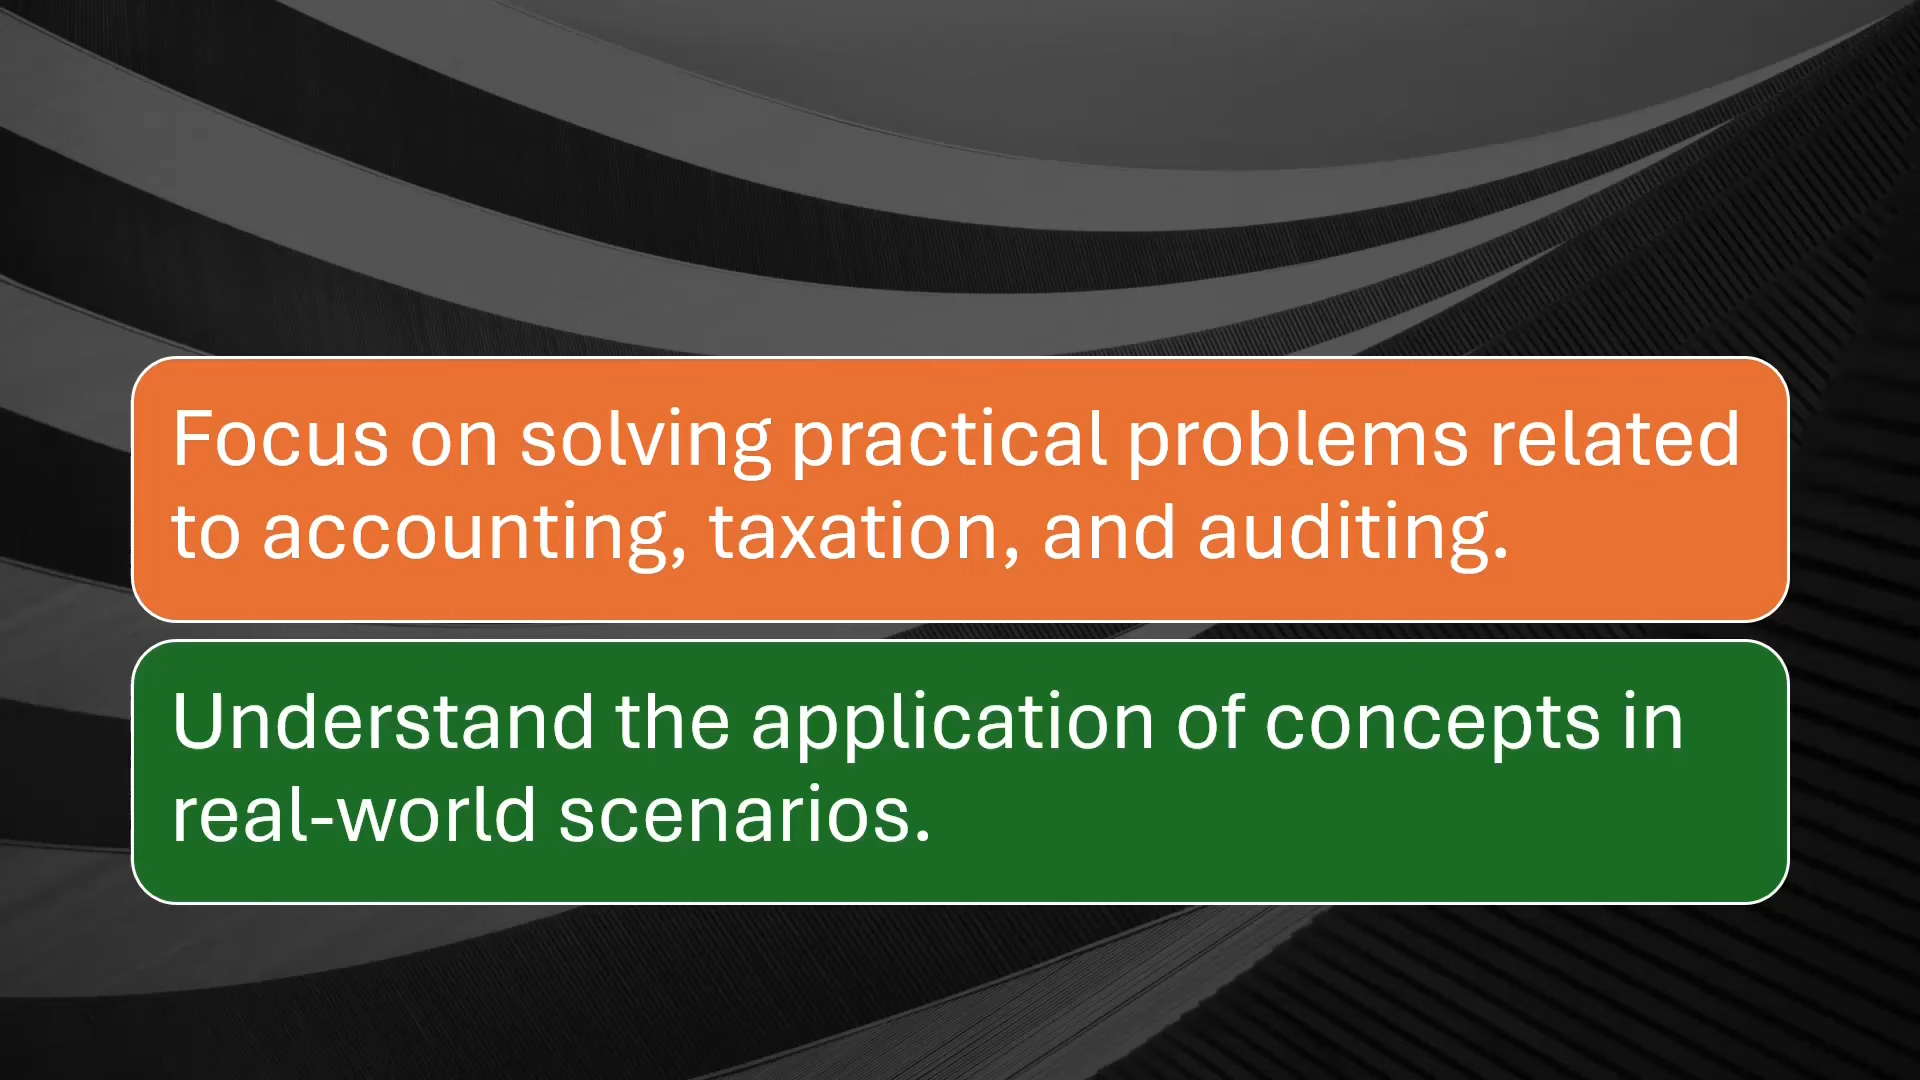 Focus on solving practical problems related
to accounting, taxation, and auditing.
Understand the application of concepts in
real-world scenarios.